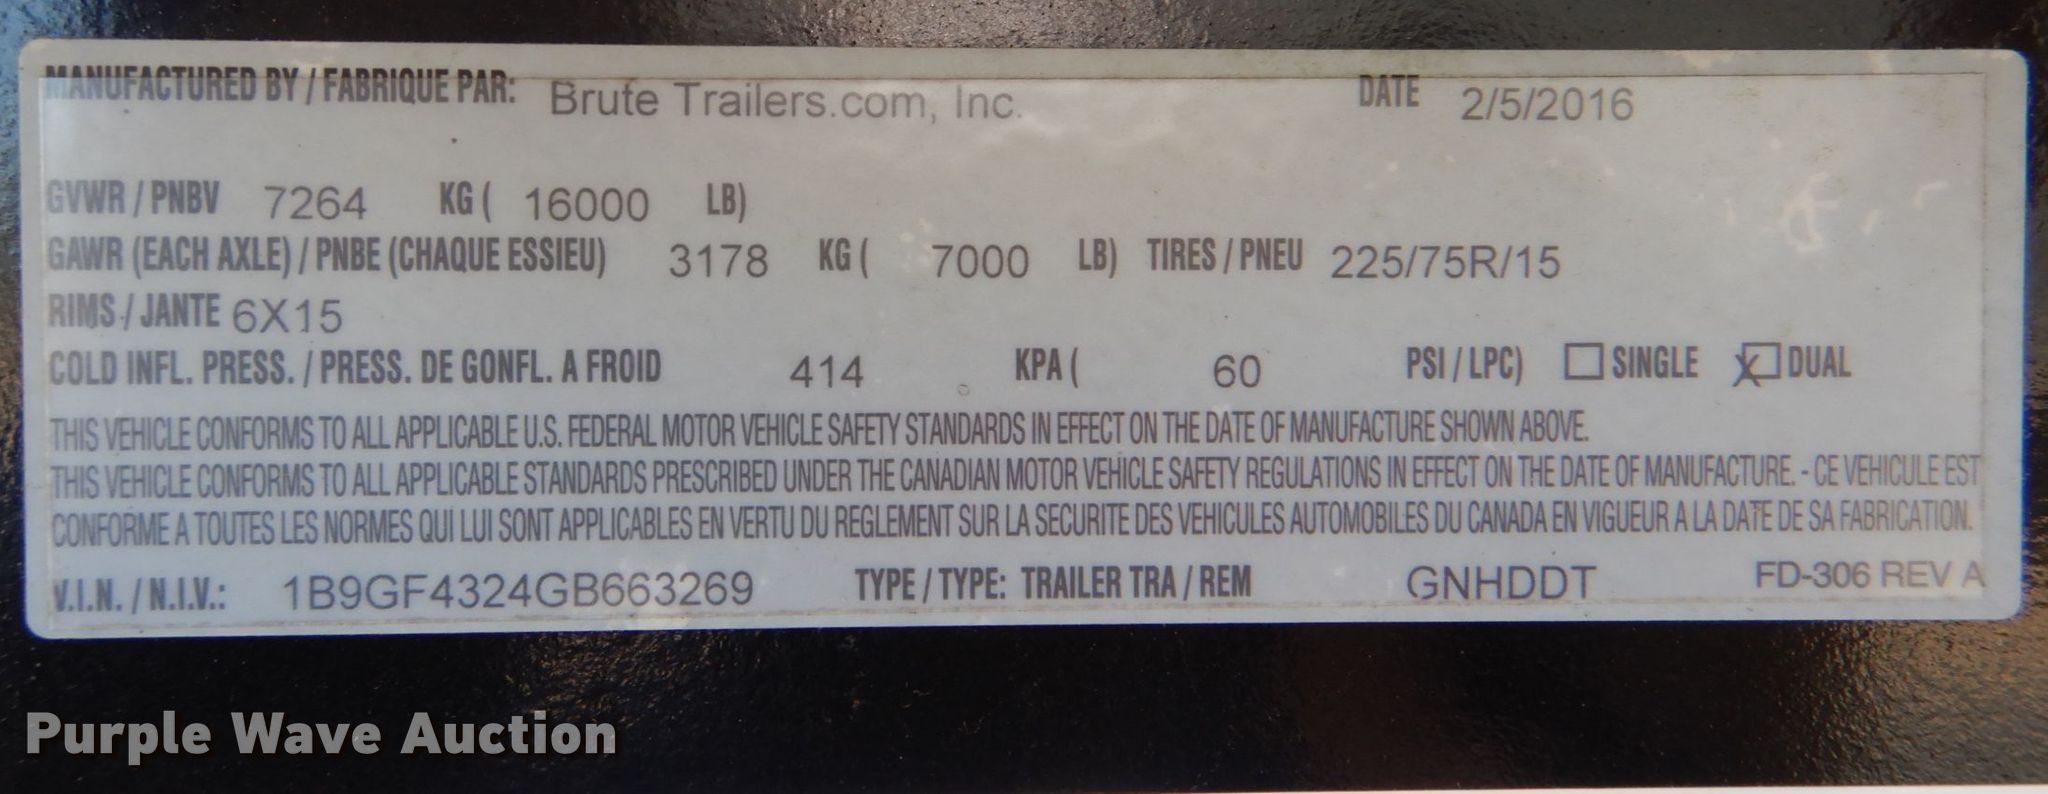 MANUFACTURED BY / FABRIQUE PAR: Brute Trailers.com, Inc. DATE 2/5/2016
GVWR / PNBV 7264 KG ( 16000 LB)
GAWR (EACH AXLE) / PNBE (CHAQUE ESSIEU) 3178 KG ( 7000 LB) TIRES / PNEU 225/75R/15
RIMS / JANTE 6X15
COLD INFL. PRESS. / PRESS. DE GONFL. A FROID 414 KPA ( 60 PSI / LPC) ☐ SINGLE X☐ DUAL
THIS VEHICLE CONFORMS TO ALL APPLICABLE U.S. FEDERAL MOTOR VEHICLE SAFETY STANDARDS IN EFFECT ON THE DATE OF MANUFACTURE SHOWN ABOVE.
THIS VEHICLE CONFORMS TO ALL APPLICABLE STANDARDS PRESCRIBED UNDER THE CANADIAN MOTOR VEHICLE SAFETY REGULATIONS IN EFFECT ON THE DATE OF MANUFACTURE. - CE VEHICULE EST
CONFORME A TOUTES LES NORMES QUI LUI SONT APPLICABLES EN VERTU DU REGLEMENT SUR LA SECURITE DES VEHICULES AUTOMOBILES DU CANADA EN VIGUEUR A LA DATE DE SA FABRICATION.
V.I.N. / N.I.V.: 1B9GF4324GB663269 TYPE / TYPE: TRAILER TRA / REM GNHDDT FD-306 REV A
Purple Wave Auction